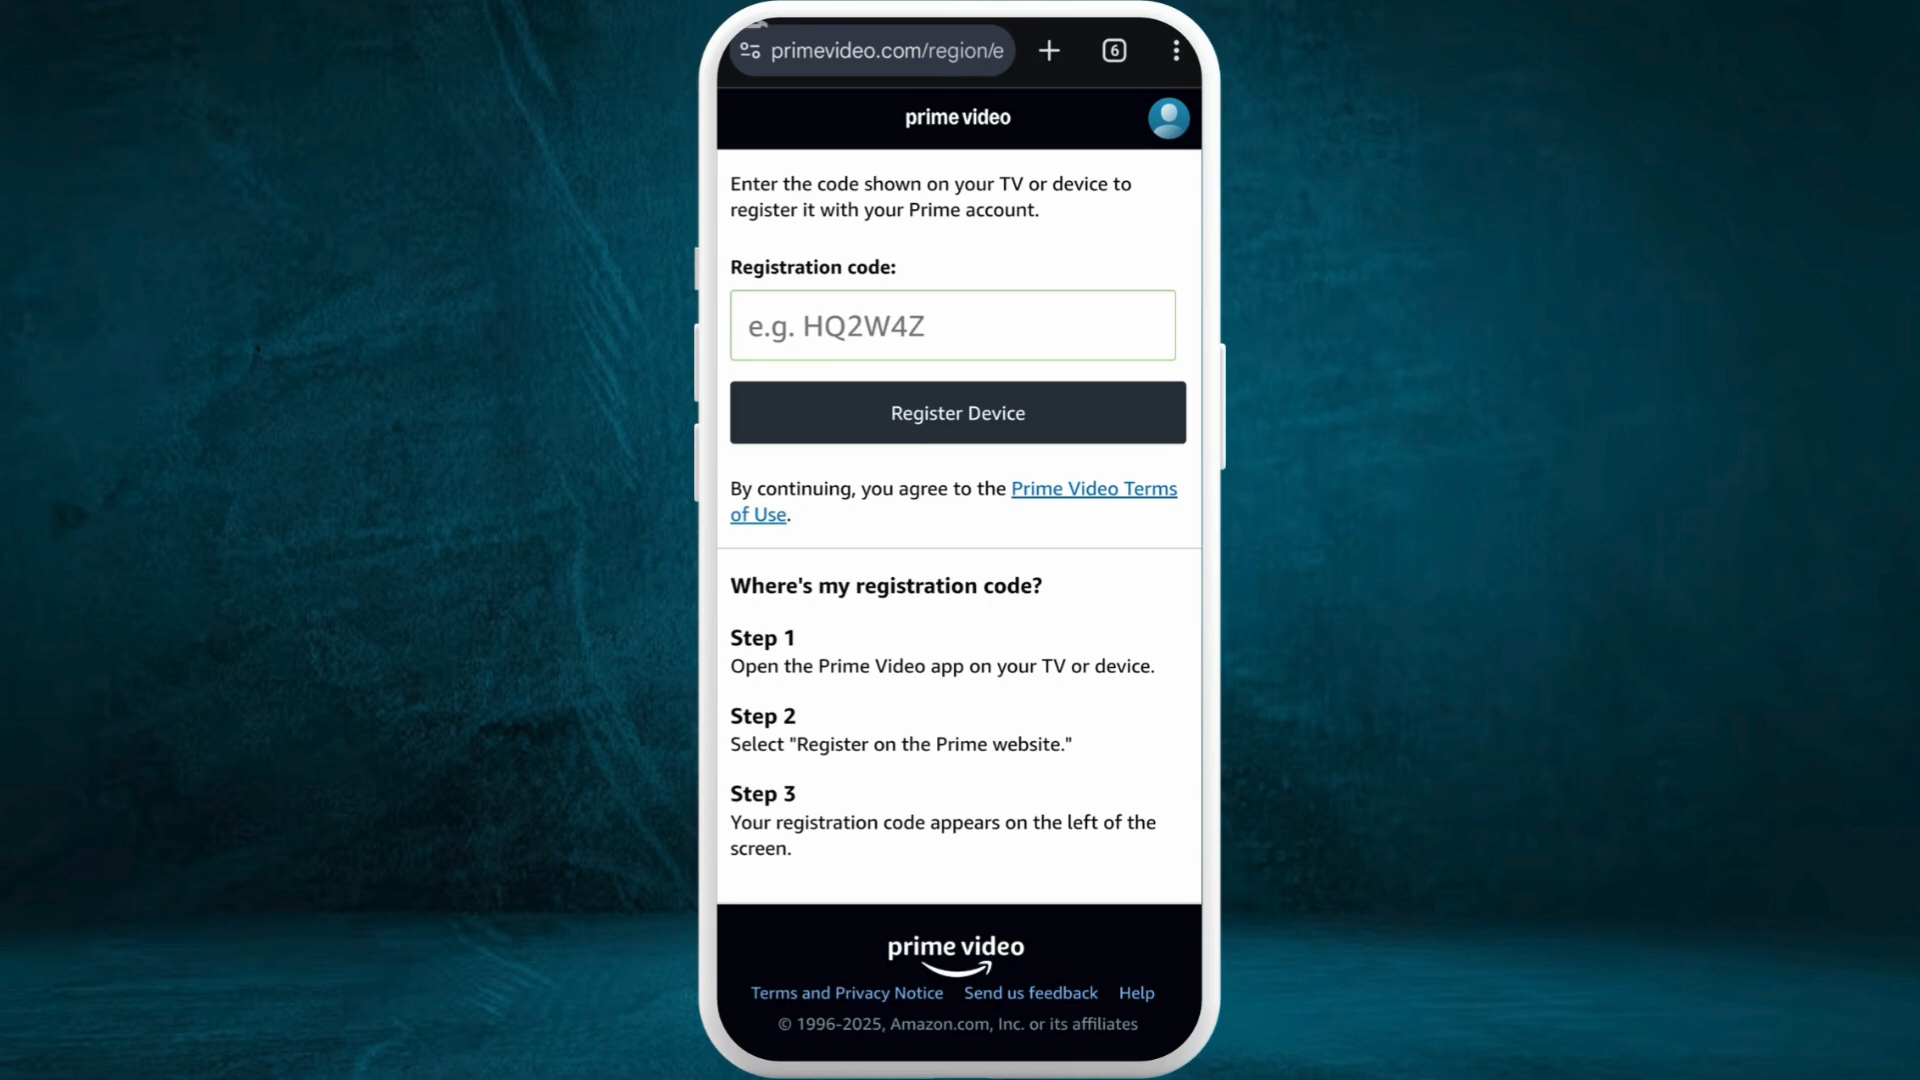 primevideo.com/region/e
6
prime video
Enter the code shown on your TV or device to
register it with your Prime account.
Registration code:
e.g. HQ2W4Z
Register Device
By continuing, you agree to the Prime Video Terms
of Use.
Where's my registration code?
Step 1
Open the Prime Video app on your TV or device.
Step 2
Select "Register on the Prime website."
Step 3
Your registration code appears on the left of the
screen.
prime video
Terms and Privacy Notice Send us feedback Help
© 1996-2025, Amazon.com, Inc. or its affiliates